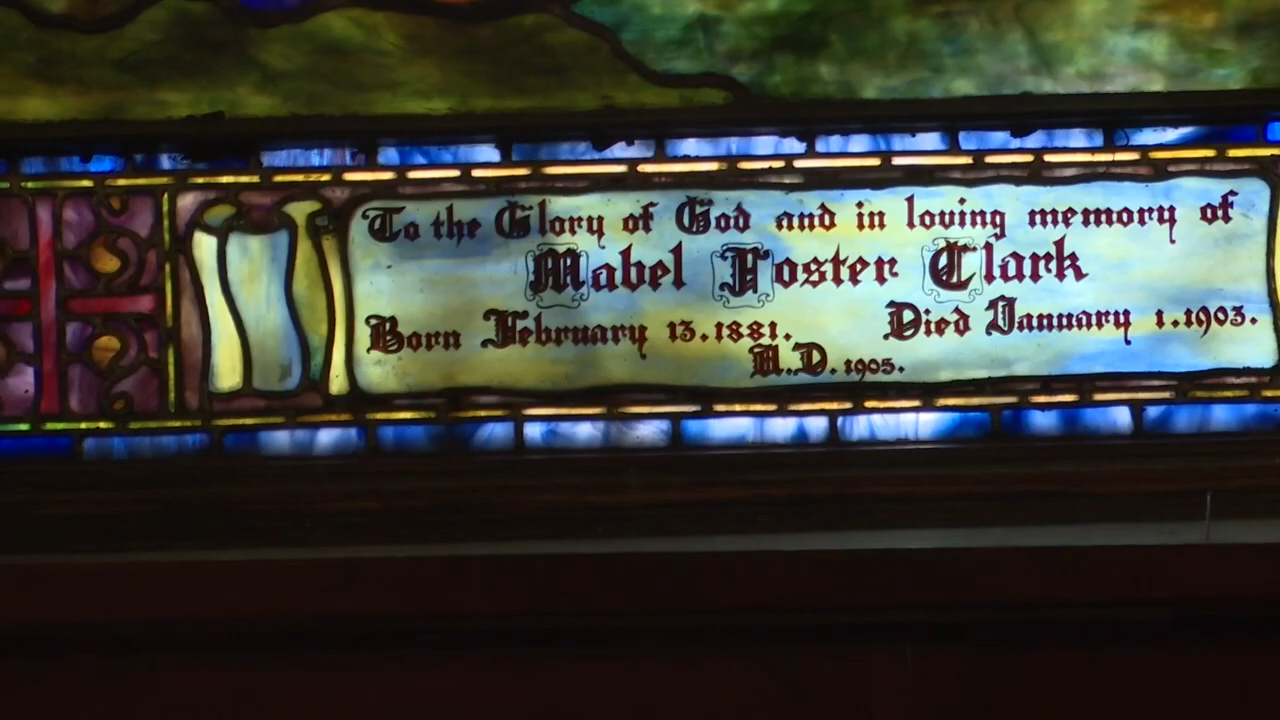 To the Glory of God and in loving memory of
Mabel Foster Clark
Born February 13.1881. Died January 1.1903.
A.D. 1905.